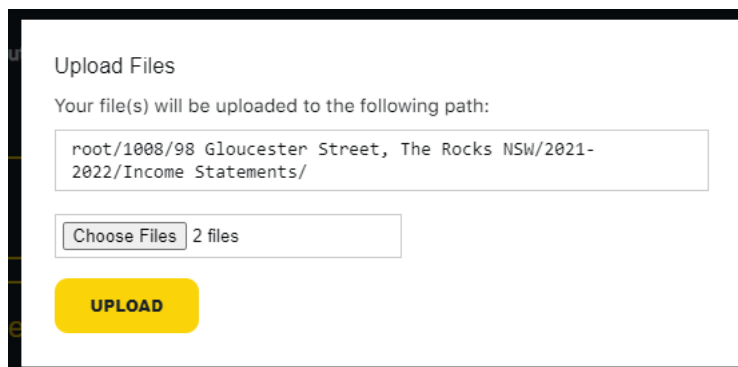 Upload Files
Your file(s) will be uploaded to the following path:
root/1008/98 Gloucester Street, The Rocks NSW/2021-
2022/Income Statements/
Choose Files 2 files
UPLOAD